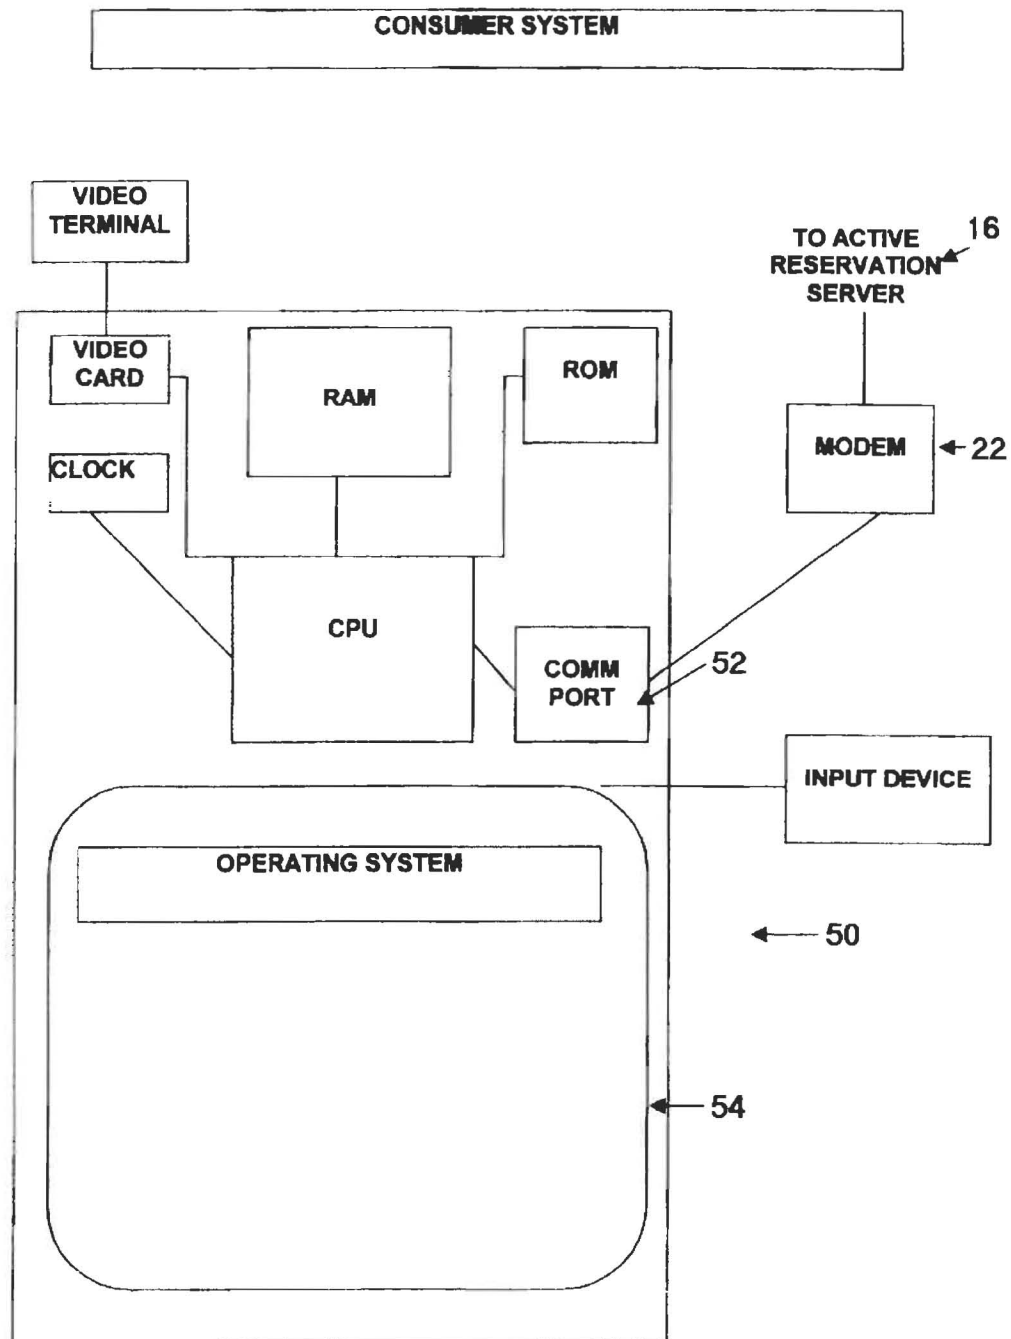 CONSUMER SYSTEM
VIDEO
TERMINAL
16
TO ACTIVE
RESERVATION
SERVER
VIDEO
CARD
RAM
ROM
MODEM
22
CLOCK
CPU
COMM
PORT
52
INPUT DEVICE
OPERATING SYSTEM
50
54